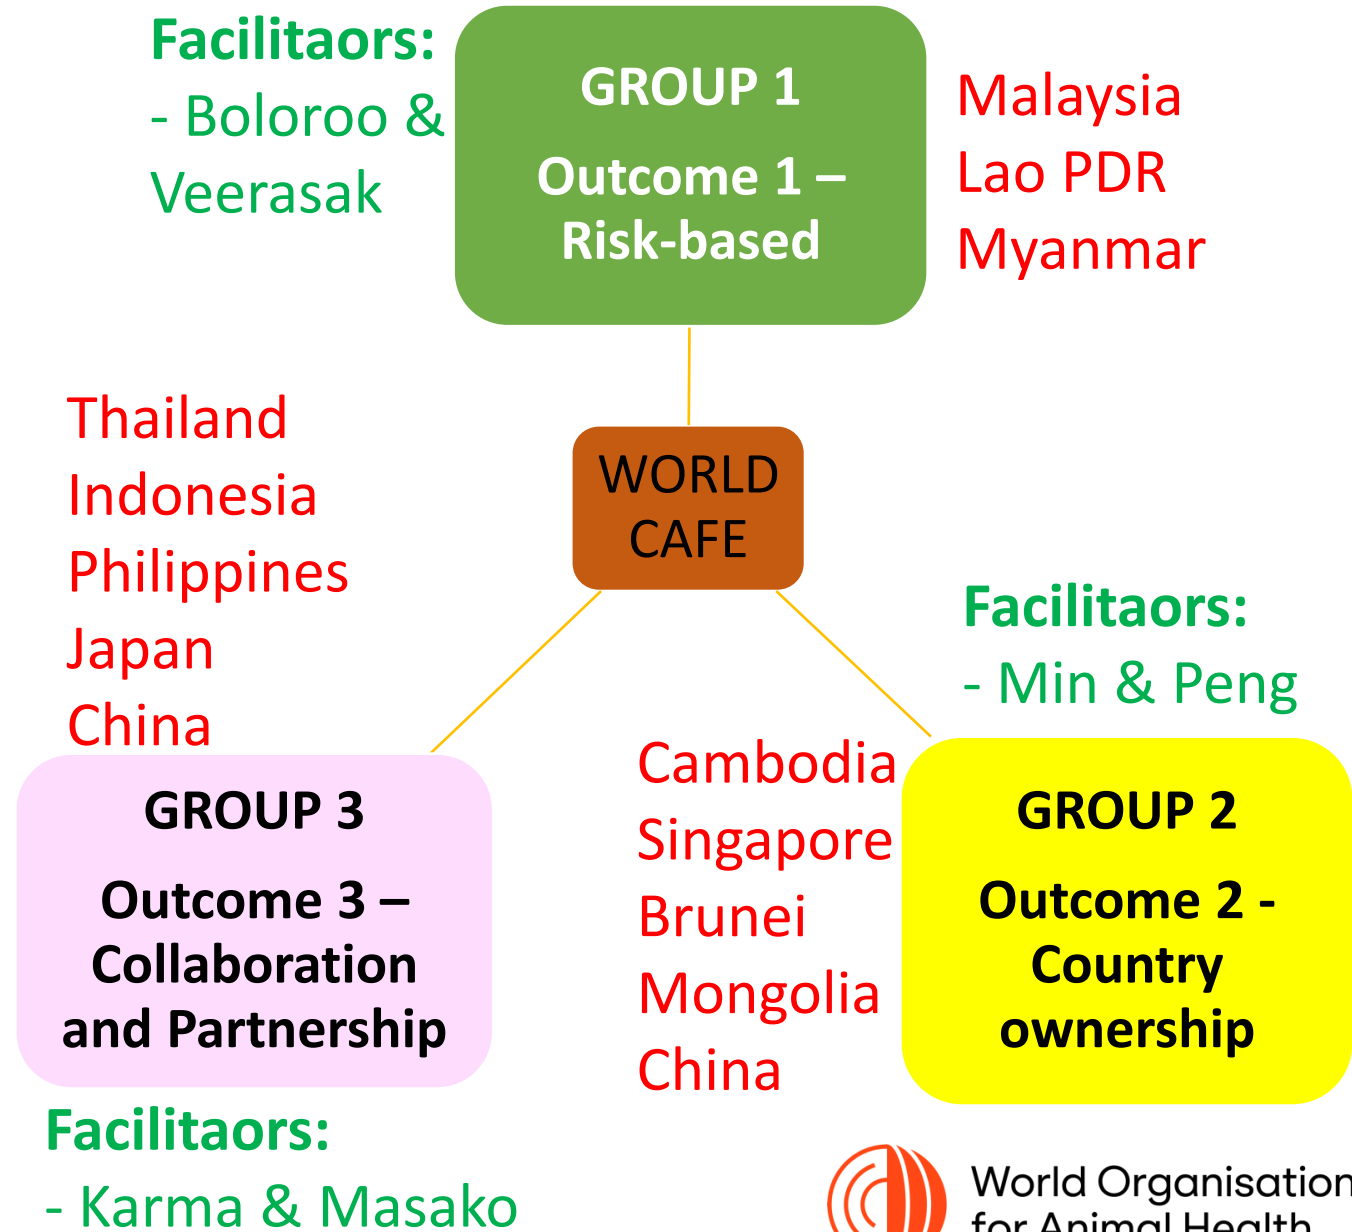 Facilitaors:
- Boloroo &
Veerasak
GROUP 1
Outcome 1 –
Risk-based
Malaysia
Lao PDR
Myanmar
WORLD
CAFE
Thailand
Indonesia
Philippines
Japan
China
GROUP 3
Outcome 3 –
Collaboration
and Partnership
Facilitaors:
- Karma & Masako
Facilitaors:
- Min & Peng
Cambodia
Singapore
Brunei
Mongolia
China
GROUP 2
Outcome 2 -
Country
ownership
World Organisation
for Animal Health